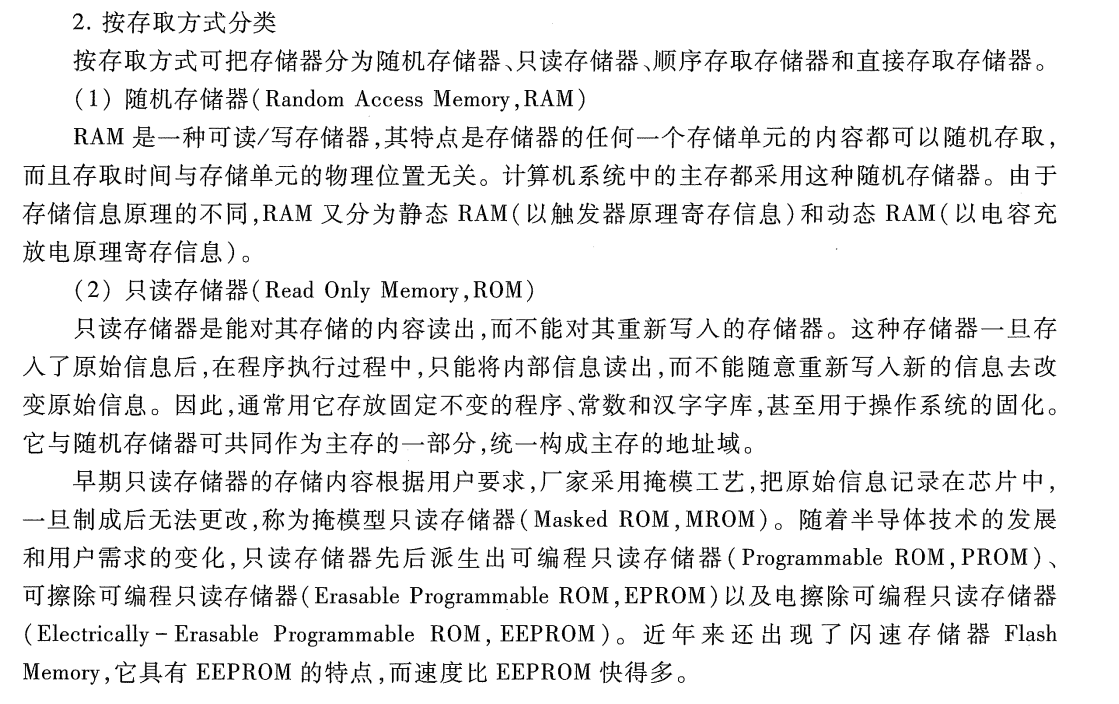 2. 按存取方式分类
按存取方式可把存储器分为随机存储器、只读存储器、顺序存取存储器和直接存取存储器。
(1) 随机存储器(Random Access Memory,RAM)
RAM 是一种可读/写存储器,其特点是存储器的任何一个存储单元的内容都可以随机存取,
而且存取时间与存储单元的物理位置无关。计算机系统中的主存都采用这种随机存储器。由于
存储信息原理的不同,RAM 又分为静态 RAM(以触发器原理寄存信息)和动态 RAM(以电容充
放电原理寄存信息)。
(2) 只读存储器(Read Only Memory,ROM)
只读存储器是能对其存储的内容读出,而不能对其重新写入的存储器。这种存储器一旦存
入了原始信息后,在程序执行过程中,只能将内部信息读出,而不能随意重新写入新的信息去改
变原始信息。因此,通常用它存放固定不变的程序、常数和汉字字库,甚至用于操作系统的固化。
它与随机存储器可共同作为主存的一部分,统一构成主存的地址域。
早期只读存储器的存储内容根据用户要求,厂家采用掩模工艺,把原始信息记录在芯片中,
一旦制成后无法更改,称为掩模型只读存储器(Masked ROM,MROM)。随着半导体技术的发展
和用户需求的变化,只读存储器先后派生出可编程只读存储器(Programmable ROM,PROM)、
可擦除可编程只读存储器(Erasable Programmable ROM,EPROM)以及电擦除可编程只读存储器
(Electrically-Erasable Programmable ROM,EEPROM)。近年来还出现了闪速存储器 Flash
Memory,它具有 EEPROM 的特点,而速度比 EEPROM 快得多。